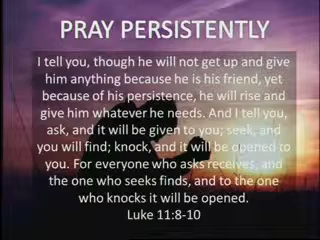 PRAY PERSISTENTLY
I tell you, though he will not get up and give
him anything because he is his friend, yet
because of his persistence, he will rise and
give him whatever he needs. And I tell you,
ask, and it will be given to you; seek, and
you will find; knock, and it will be opened to
you. For everyone who asks receives, and
the one who seeks finds, and to the one
who knocks it will be opened.
Luke 11:8-10